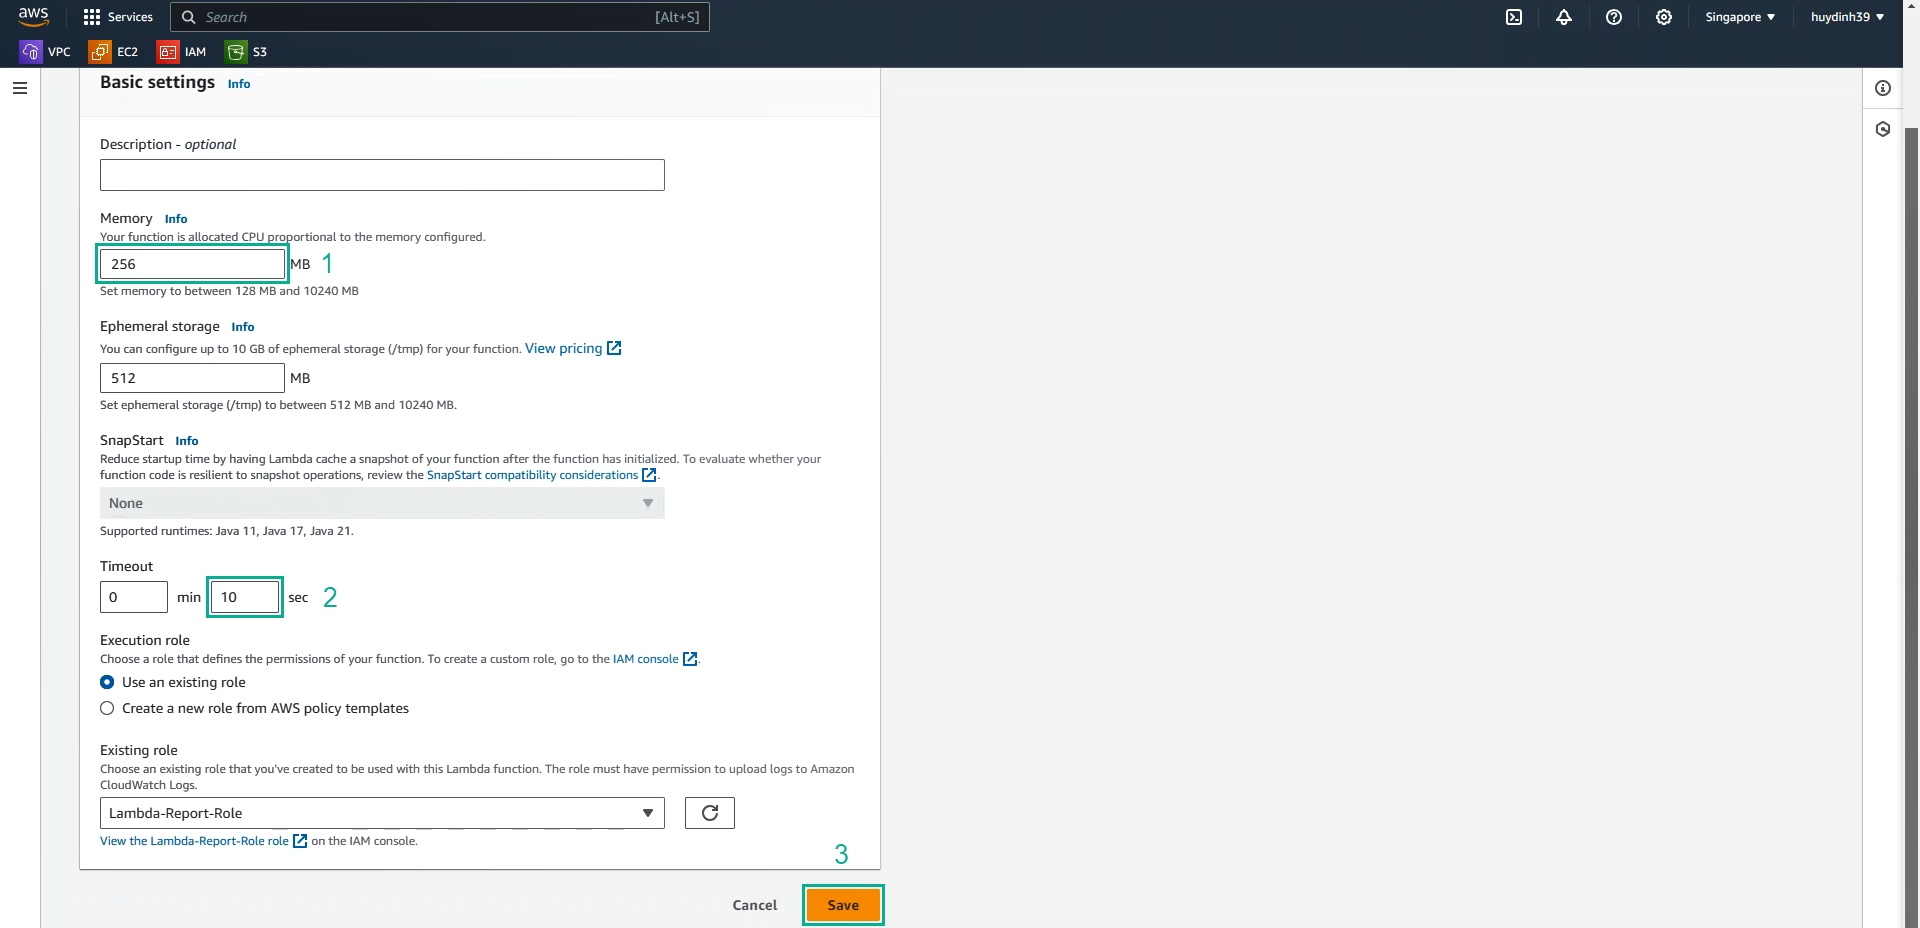 aws
Services
Search
[Alt+S]
Singapore
huydinh39
VPC
EC2
IAM
S3
Basic settings Info
Description - optional
Memory Info
Your function is allocated CPU proportional to the memory configured.
256 MB 1
Set memory to between 128 MB and 10240 MB
Ephemeral storage Info
You can configure up to 10 GB of ephemeral storage (/tmp) for your function. View pricing
512 MB
Set ephemeral storage (/tmp) to between 512 MB and 10240 MB.
SnapStart Info
Reduce startup time by having Lambda cache a snapshot of your function after the function has initialized. To evaluate whether your
function code is resilient to snapshot operations, review the SnapStart compatibility considerations .
None
Supported runtimes: Java 11, Java 17, Java 21.
Timeout
0 min 10 sec 2
Execution role
Choose a role that defines the permissions of your function. To create a custom role, go to the IAM console .
Use an existing role
Create a new role from AWS policy templates
Existing role
Choose an existing role that you've created to be used with this Lambda function. The role must have permission to upload logs to Amazon
CloudWatch Logs.
Lambda-Report-Role
View the Lambda-Report-Role role on the IAM console.
3
Cancel Save